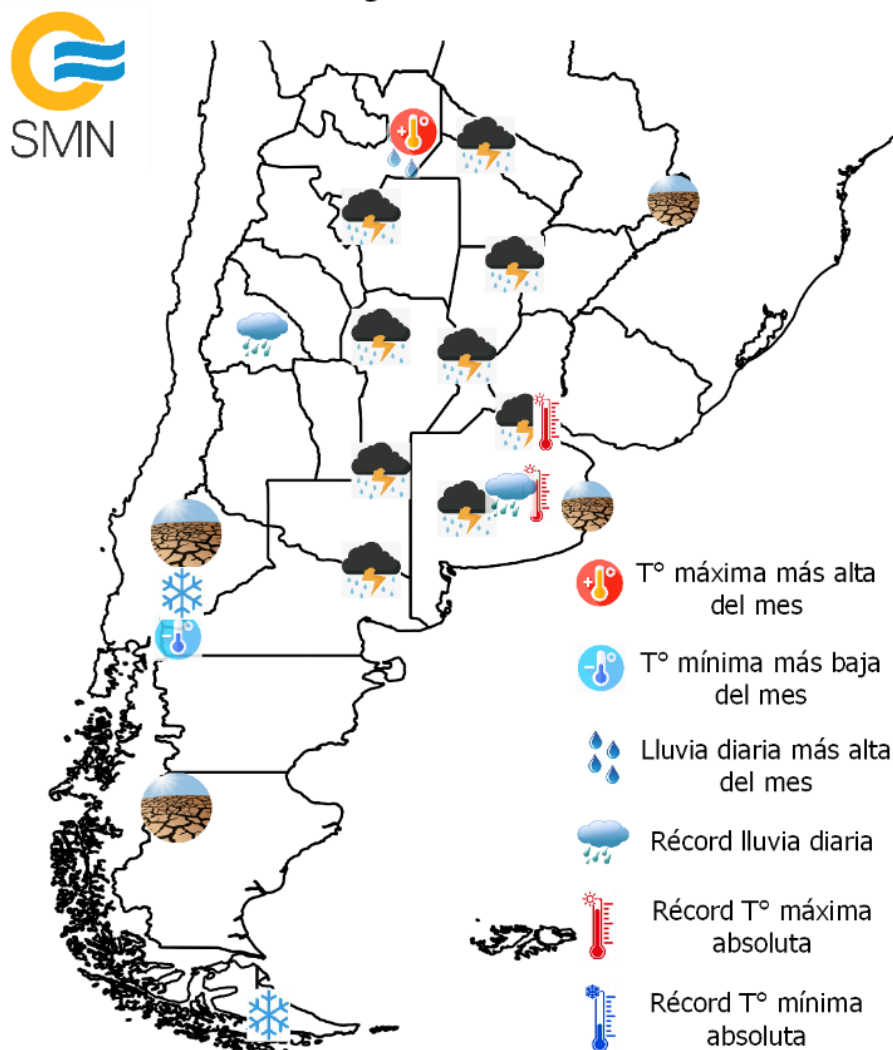 SMN
T° máxima más alta
del mes
T° mínima más baja
del mes
Lluvia diaria más alta
del mes
Récord lluvia diaria
Récord T° máxima
absoluta
Récord T° mínima
absoluta